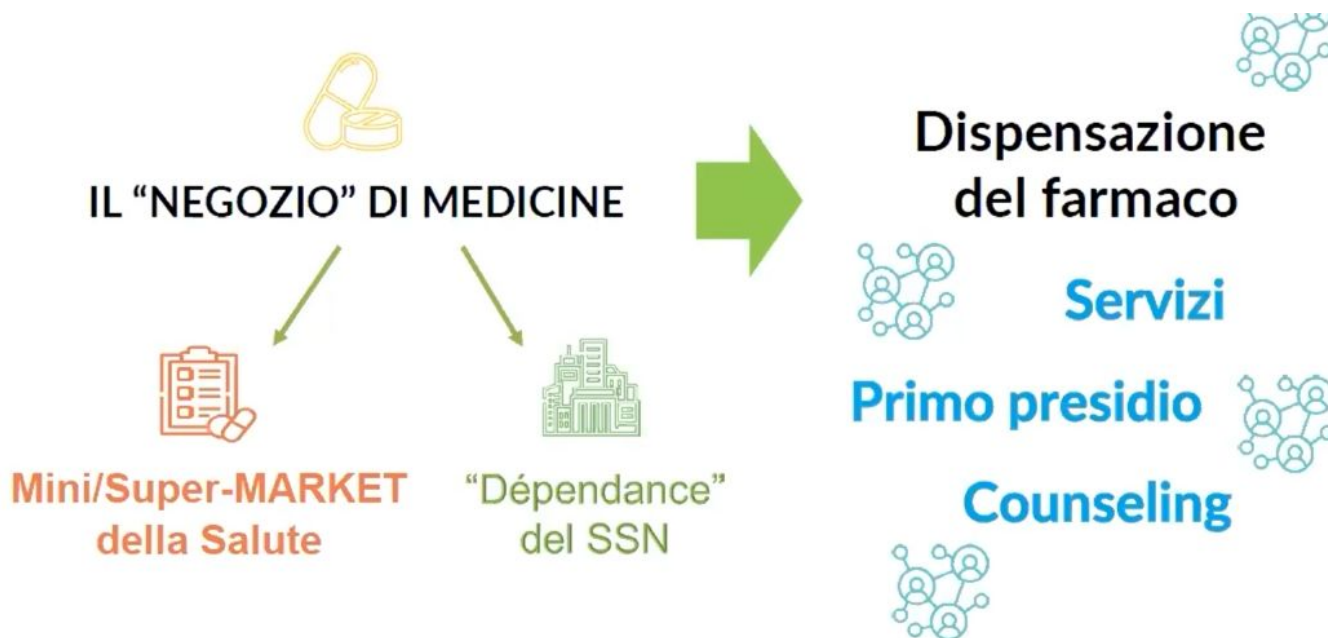 IL “NEGOZIO” DI MEDICINE
Mini/Super-MARKET
della Salute
“Dépendance”
del SSN
Dispensazione
del farmaco
Servizi
Primo presidio
Counseling